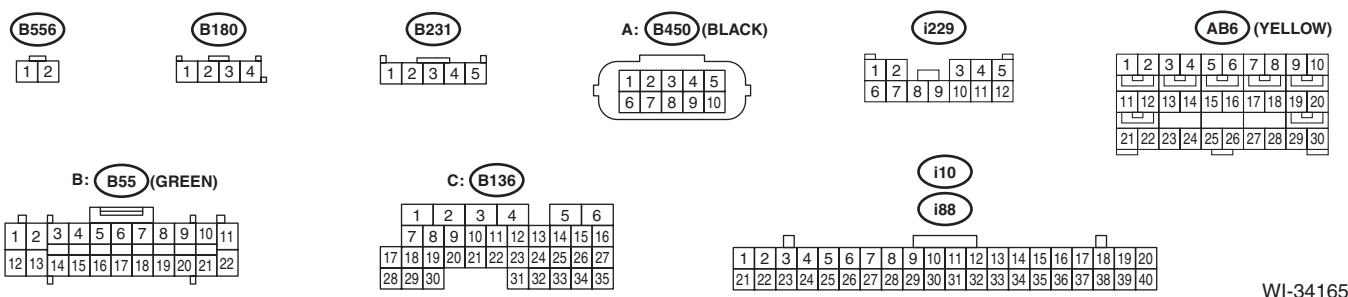 B556
B180
B231
A: B450 (BLACK)
i229
AB6 (YELLOW)
1 2
1 2 3 4
1 2 3 4 5
1 2 3 4 5
6 7 8 9 10
1 2 3 4 5
6 7 8 9 10 11 12
1 2 3 4 5 6 7 8 9 10
11 12 13 14 15 16 17 18 19 20
21 22 23 24 25 26 27 28 29 30
B: B55 (GREEN)
1 2 3 4 5 6 7 8 9 10 11
12 13 14 15 16 17 18 19 20 21 22
C: B136
1 2 3 4 5 6
7 8 9 10 11 12 13 14 15 16
17 18 19 20 21 22 23 24 25 26 27
28 29 30 31 32 33 34 35
i10
i88
1 2 3 4 5 6 7 8 9 10 11 12 13 14 15 16 17 18 19 20
21 22 23 24 25 26 27 28 29 30 31 32 33 34 35 36 37 38 39 40
WI-34165